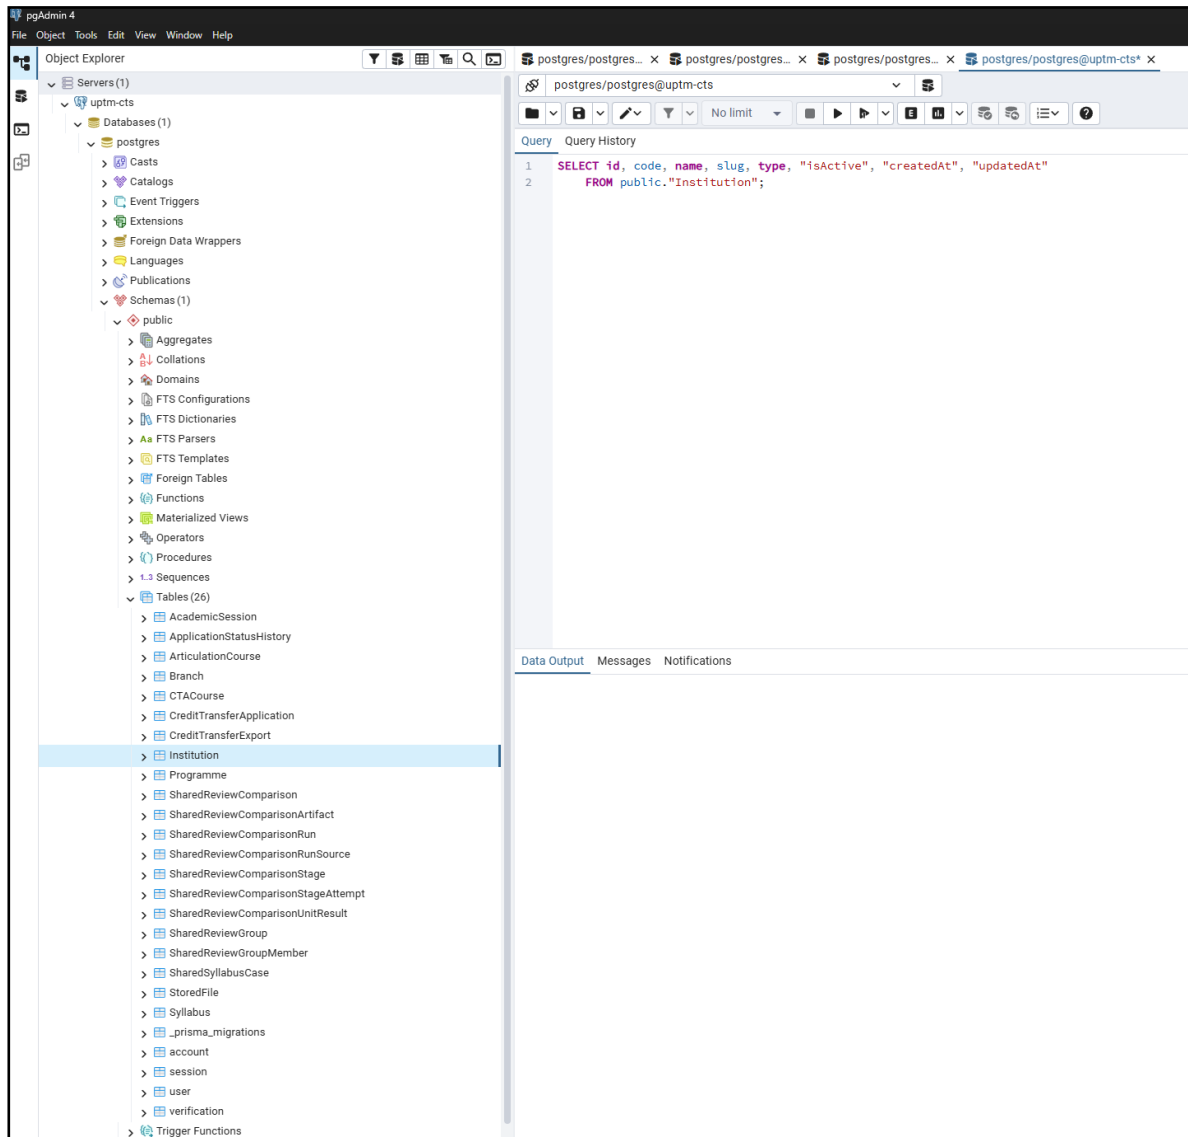 pgAdmin 4
File Object Tools Edit View Window Help
Object Explorer
postgres/postgres...
postgres/postgres...
postgres/postgres...
postgres/postgres@uptm-cts*
Servers (1)
uptm-cts
Databases (1)
postgres
Casts
Catalogs
Event Triggers
Extensions
Foreign Data Wrappers
Languages
Publications
Schemas (1)
public
Aggregates
Collations
Domains
FTS Configurations
FTS Dictionaries
Aa FTS Parsers
FTS Templates
Foreign Tables
Functions
Materialized Views
Operators
Procedures
1..3 Sequences
Tables (26)
AcademicSession
ApplicationStatusHistory
ArticulationCourse
Branch
CTACourse
CreditTransferApplication
CreditTransferExport
Institution
Programme
SharedReviewComparison
SharedReviewComparisonArtifact
SharedReviewComparisonRun
SharedReviewComparisonRunSource
SharedReviewComparisonStage
SharedReviewComparisonStageAttempt
SharedReviewComparisonUnitResult
SharedReviewGroup
SharedReviewGroupMember
SharedSyllabusCase
StoredFile
Syllabus
_prisma_migrations
account
session
user
verification
Trigger Functions
postgres/postgres@uptm-cts
No limit
E
Query Query History
1 SELECT id, code, name, slug, type, "isActive", "createdAt", "updatedAt"
2 FROM public."Institution";
Data Output Messages Notifications